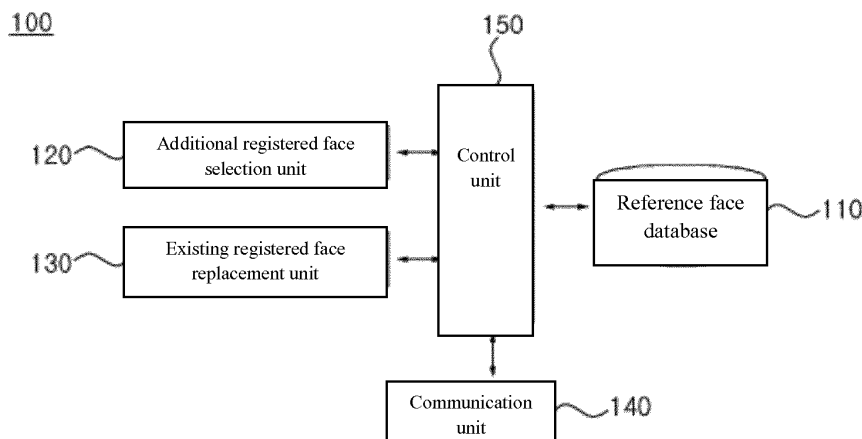 100
150
120
Additional registered face
selection unit
Control
unit
Reference face
database
110
130
Existing registered face
replacement unit
Communication
unit
140